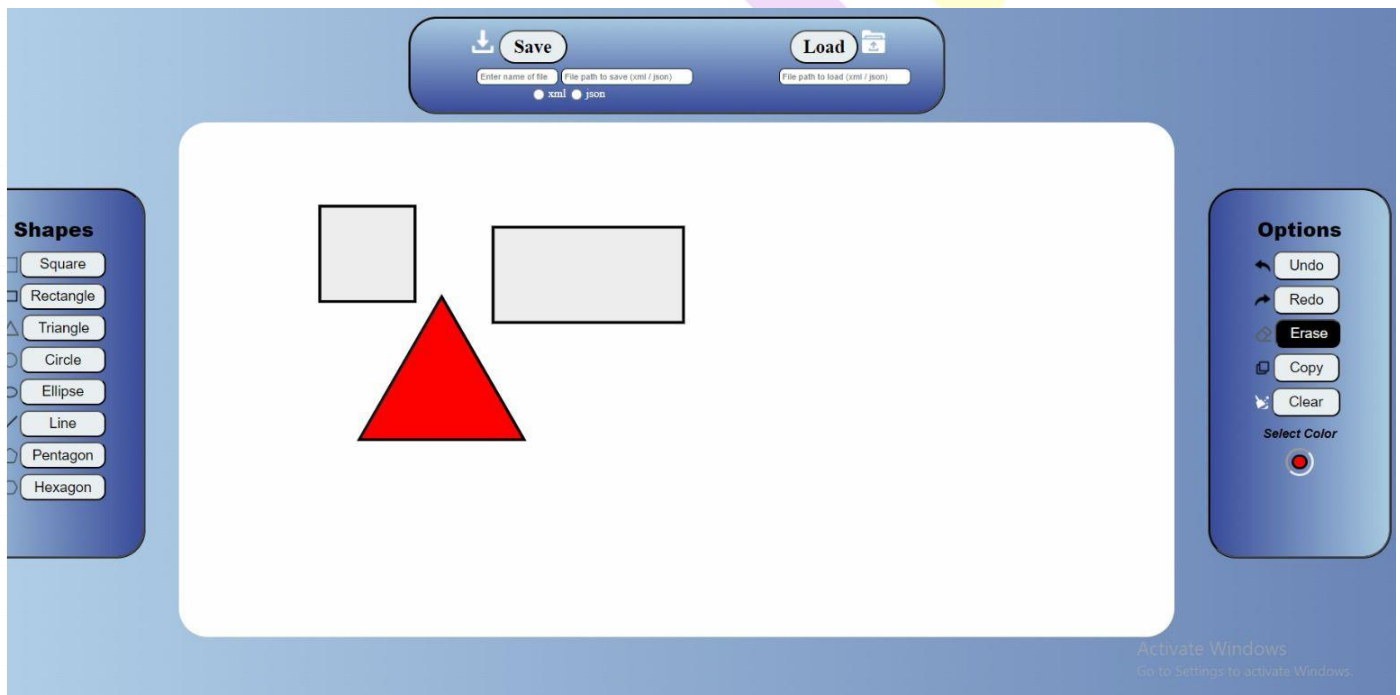 Save
Load
Enter name of file
File path to save (xml / json)
File path to load (xml / json)
xml
json
Shapes
Square
Rectangle
Triangle
Circle
Ellipse
Line
Pentagon
Hexagon
Options
Undo
Redo
Erase
Copy
Clear
Select Color
Activate Windows
Go to Settings to activate Windows.